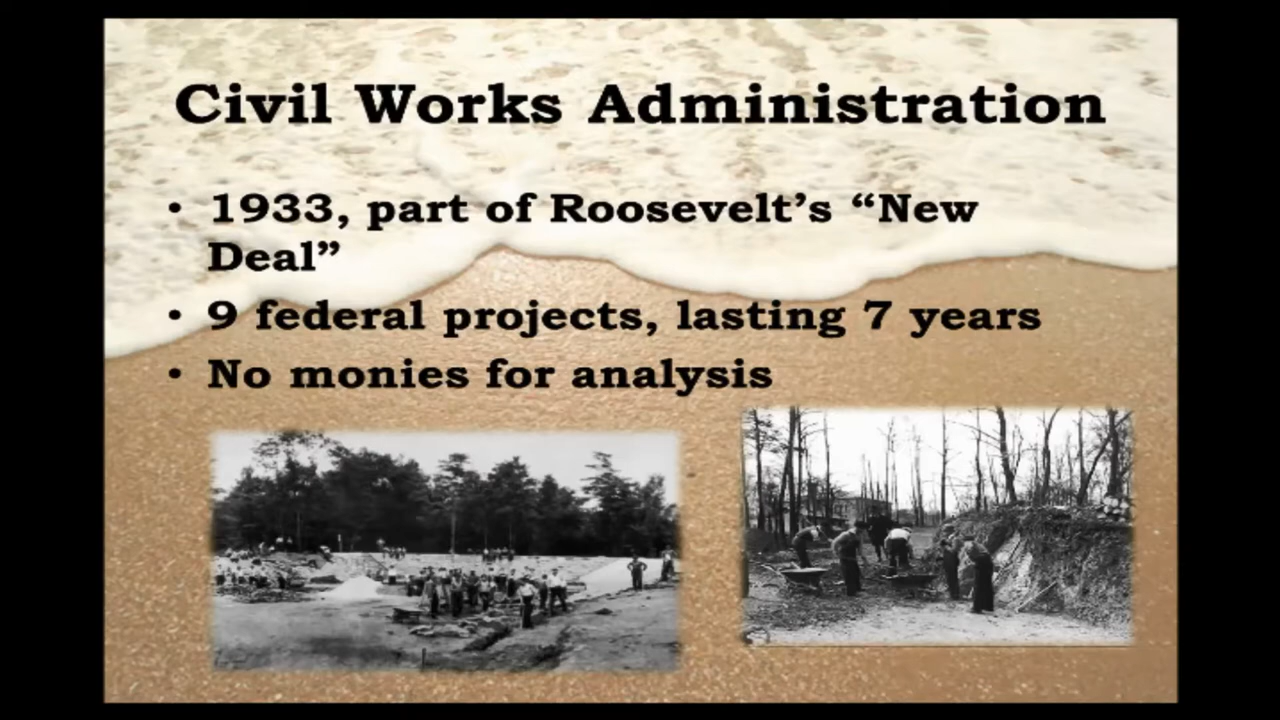 Civil Works Administration
• 1933, part of Roosevelt’s “New
Deal”
• 9 federal projects, lasting 7 years
• No monies for analysis